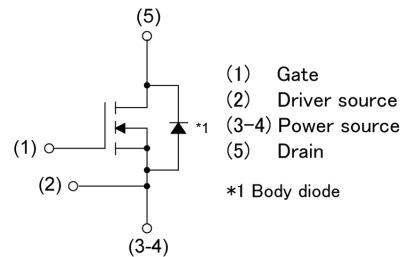 (5)
(1)
(2)
(3-4)
*1
(1) Gate
(2) Driver source
(3-4) Power source
(5) Drain
*1 Body diode